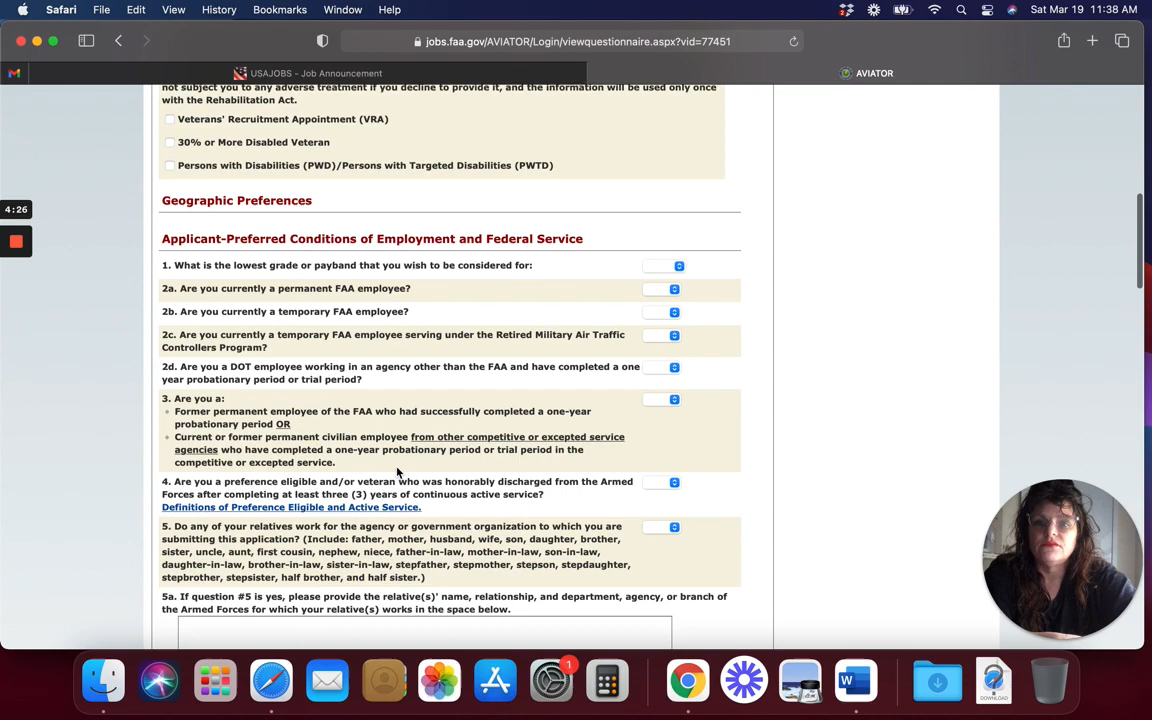 Safari File Edit View History Bookmarks Window Help Sat Mar 19 11:38 AM
jobs.faa.gov/AVIATOR/Login/viewquestionnaire.aspx?vid=77451
USAJOBS - Job Announcement AVIATOR
not subject you to any adverse treatment if you decline to provide it, and the information will be used only once
with the Rehabilitation Act.
Veterans' Recruitment Appointment (VRA)
30% or More Disabled Veteran
Persons with Disabilities (PWD)/Persons with Targeted Disabilities (PWTD)
Geographic Preferences
4:26
Applicant-Preferred Conditions of Employment and Federal Service
1. What is the lowest grade or payband that you wish to be considered for:
2a. Are you currently a permanent FAA employee?
2b. Are you currently a temporary FAA employee?
2c. Are you currently a temporary FAA employee serving under the Retired Military Air Traffic
Controllers Program?
2d. Are you a DOT employee working in an agency other than the FAA and have completed a one
year probationary period or trial period?
3. Are you a:
Former permanent employee of the FAA who had successfully completed a one-year
probationary period OR
Current or former permanent civilian employee from other competitive or excepted service
agencies who have completed a one-year probationary period or trial period in the
competitive or excepted service.
4. Are you a preference eligible and/or veteran who was honorably discharged from the Armed
Forces after completing at least three (3) years of continuous active service?
Definitions of Preference Eligible and Active Service.
5. Do any of your relatives work for the agency or government organization to which you are
submitting this application? (Include: father, mother, husband, wife, son, daughter, brother,
sister, uncle, aunt, first cousin, nephew, niece, father-in-law, mother-in-law, son-in-law,
daughter-in-law, brother-in-law, sister-in-law, stepfather, stepmother, stepson, stepdaughter,
stepbrother, stepsister, half brother, and half sister.)
5a. If question #5 is yes, please provide the relative(s)' name, relationship, and department, agency, or branch of
the Armed Forces for which your relative(s) works in the space below.
1
W
DOWNLOAD